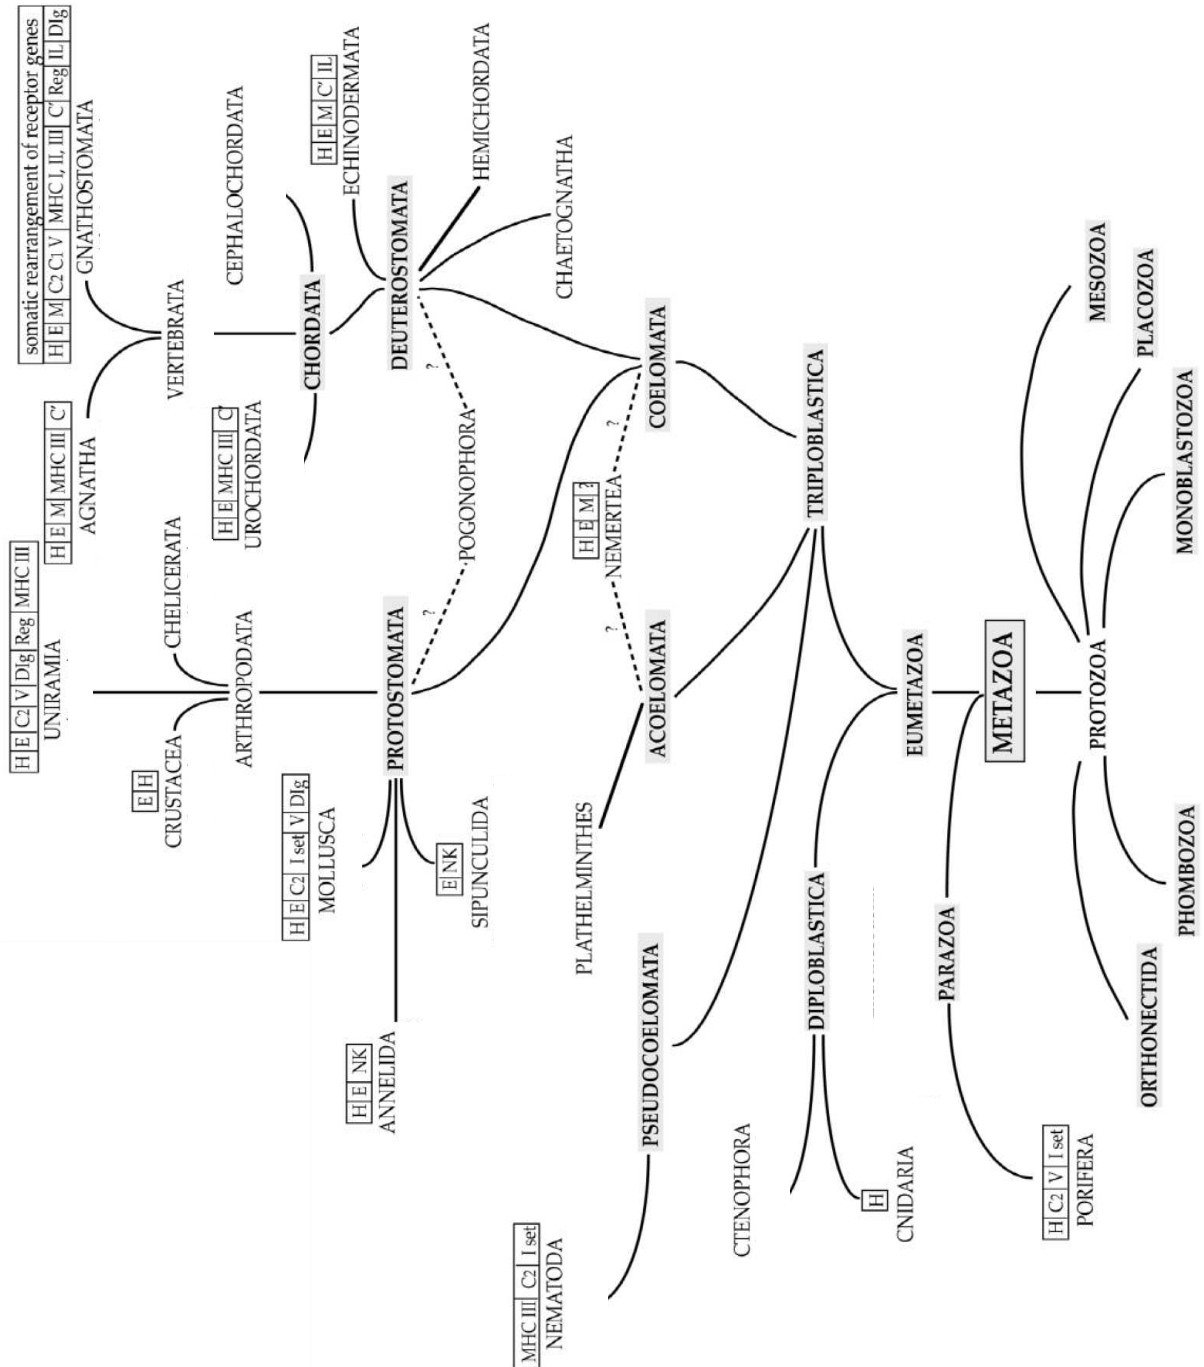 somatic rearrangement of receptor genes
H E M C2 C1 V MHC I, II, III C' Reg IL DIg
GNATHOSTOMATA
H E M MHC III C'
AGNATHA
VERTEBRATA
H E C2 V DIg Reg MHC III
UNIRAMIA
CHELICERATA
E H
CRUSTACEA
ARTHROPODATA
H E MHC III C'
UROCHORDATA
CEPHALOCHORDATA
CHORDATA
H E M C' IL
ECHINODERMATA
DEUTEROSTOMATA
HEMICHORDATA
CHAETOGNATHA
?
POGONOPHORA
?
PROTOSTOMATA
H E C2 I set V DIg
MOLLUSCA
E NK
SIPUNCULIDA
H E NK
ANNELIDA
H E M ?
NEMERTEA
?
?
COELOMATA
ACOELOMATA
PLATHELMINTHES
PSEUDOCOELOMATA
MHC III C2 I set
NEMATODA
TRIPLOBLASTICA
DIPLOBLASTICA
CTENOPHORA
H
CNIDARIA
EUMETAZOA
PARAZOA
H C2 V I set
PORIFERA
METAZOA
PROTOZOA
MESOZOA
PLACOZOA
MONOBLASTOZOA
PHOMBOZOA
ORTHONECTIDA